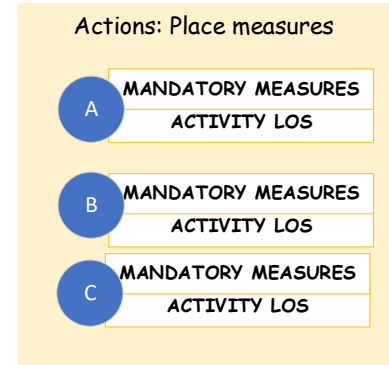 Actions: Place measures
MANDATORY MEASURES
A
ACTIVITY LOS
MANDATORY MEASURES
B
ACTIVITY LOS
MANDATORY MEASURES
C
ACTIVITY LOS